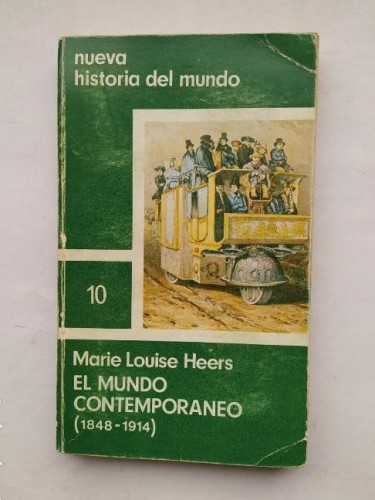 nueva
historia del mundo
10
Marie Louise Heers
EL MUNDO
CONTEMPORANEO
(1848-1914)